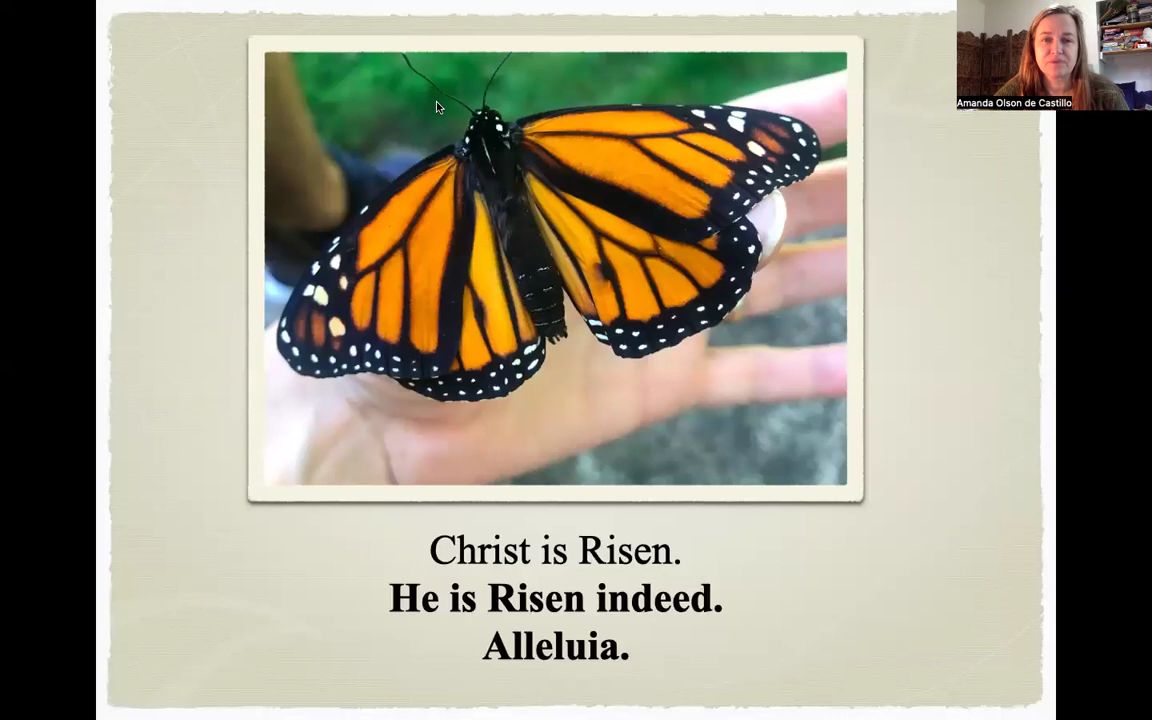 Amanda Olson de Castillo
Christ is Risen.
He is Risen indeed.
Alleluia.